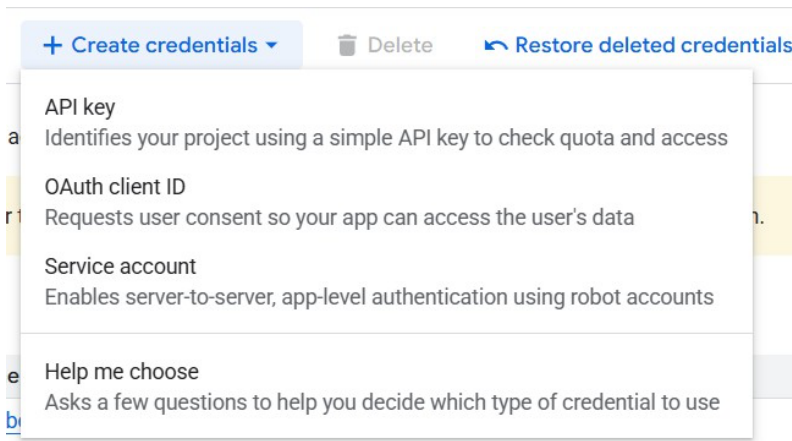 + Create credentials
Delete
Restore deleted credentials
API key
Identifies your project using a simple API key to check quota and access
OAuth client ID
Requests user consent so your app can access the user's data
Service account
Enables server-to-server, app-level authentication using robot accounts
Help me choose
Asks a few questions to help you decide which type of credential to use